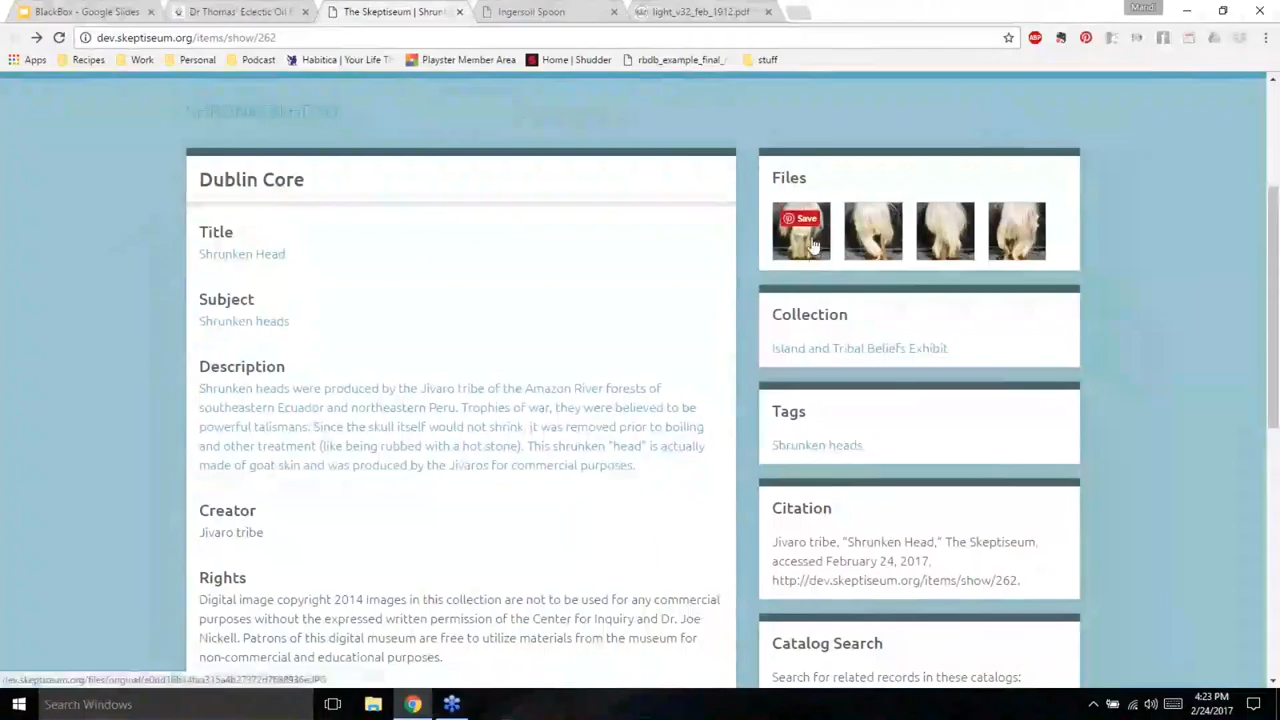 BlackBox - Google Slides Dr Thomas' Eclectic Oil The Skeptiseum | Shrunk Ingersoll Spoon light_v32_feb_1912.pdf Mandi
dev.skeptiseum.org/items/show/262
Apps Recipes Work Personal Podcast Habitica | Your Life Playster Member Area Home | Shudder rbdb_example_final_ stuff
Dublin Core
Title
Shrunken Head
Subject
Shrunken heads
Description
Shrunken heads were produced by the Jivaro tribe of the Amazon River forests of
southeastern Ecuador and northeastern Peru. Trophies of war, they were believed to be
powerful talismans. Since the skull itself would not shrink, it was removed prior to boiling
and other treatment (like being rubbed with a hot stone). This shrunken "head" is actually
made of goat skin and was produced by the Jivaros for commercial purposes.
Creator
Jivaro tribe
Rights
Digital image copyright 2014 Images in this collection are not to be used for any commercial
purposes without the expressed written permission of the Center for Inquiry and Dr. Joe
Nickell. Patrons of this digital museum are free to utilize materials from the museum for
non-commercial and educational purposes.
Files
Save
Collection
Island and Tribal Beliefs Exhibit
Tags
Shrunken heads
Citation
Jivaro tribe, "Shrunken Head," The Skeptiseum,
accessed February 24, 2017,
http://dev.skeptiseum.org/items/show/262.
Catalog Search
Search for related records in these catalogs:
Search Windows
4:23 PM
2/24/2017